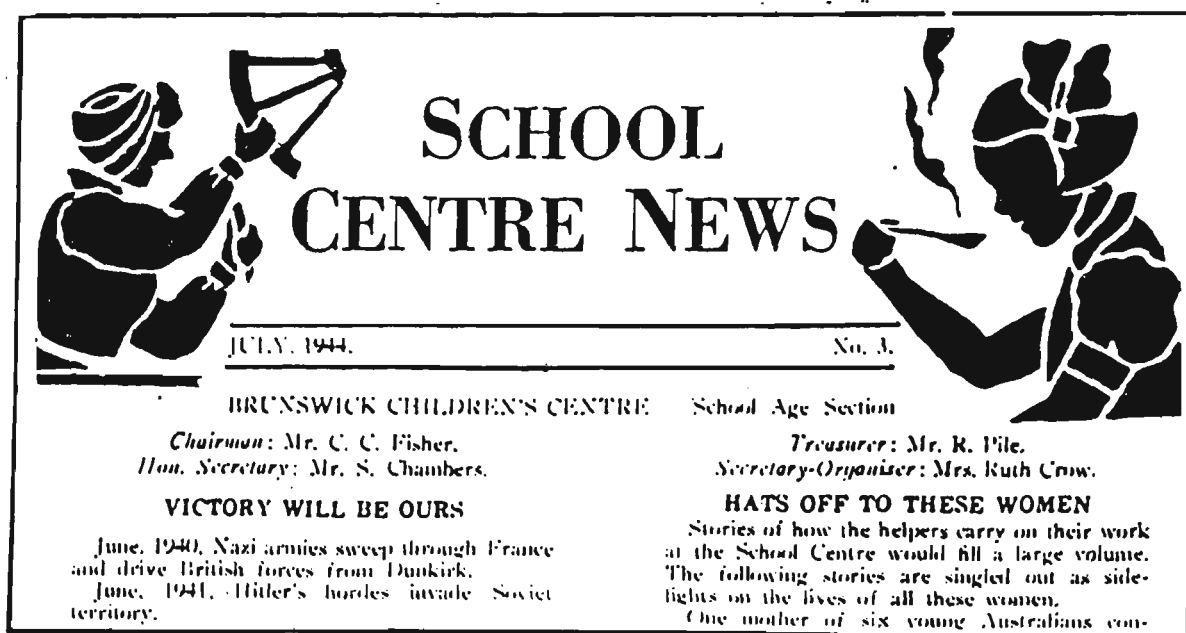 SCHOOL
CENTRE NEWS
JULY, 1944.
No. 3.
BRUNSWICK CHILDREN'S CENTRE School Age Section
Chairman: Mr. C. C. Fisher.
Hon. Secretary: Mr. S. Chambers.
Treasurer: Mr. R. Pile.
Secretary-Organiser: Mrs. Ruth Crow.
VICTORY WILL BE OURS
June, 1940, Nazi armies sweep through France
and drive British forces from Dunkirk.
June, 1941, Hitler's hordes invade Soviet
territory.
HATS OFF TO THESE WOMEN
Stories of how the helpers carry on their work
at the School Centre would fill a large volume.
The following stories are singled out as side-
lights on the lives of all these women.
One mother of six young Australians con-